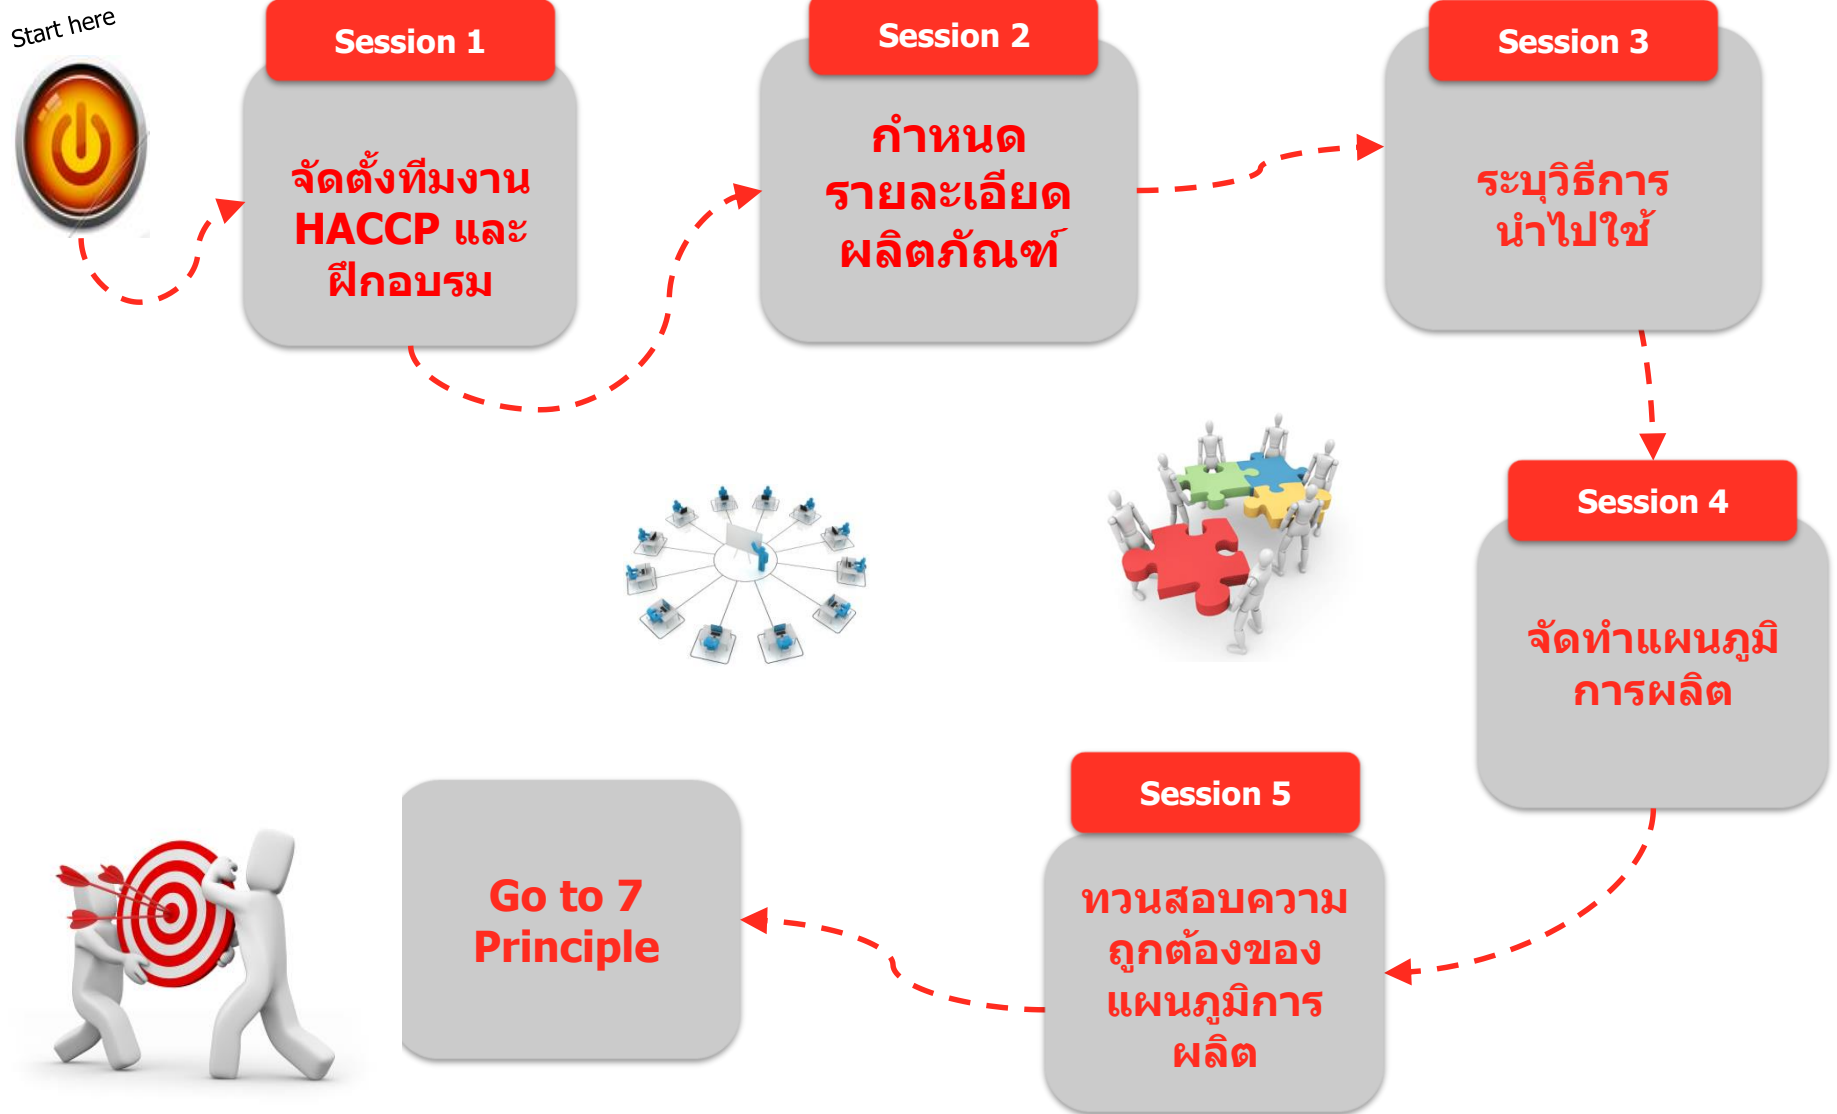 Start here
Session 1
จัดตั้งทีมงาน
HACCP และ
ฝึกอบรม
Session 2
กำหนด
รายละเอียด
ผลิตภัณฑ์
Session 3
ระบุวิธีการ
นำไปใช้
Session 4
จัดทำแผนภูมิ
การผลิต
Session 5
ทวนสอบความ
ถูกต้องของ
แผนภูมิการ
ผลิต
Go to 7
Principle